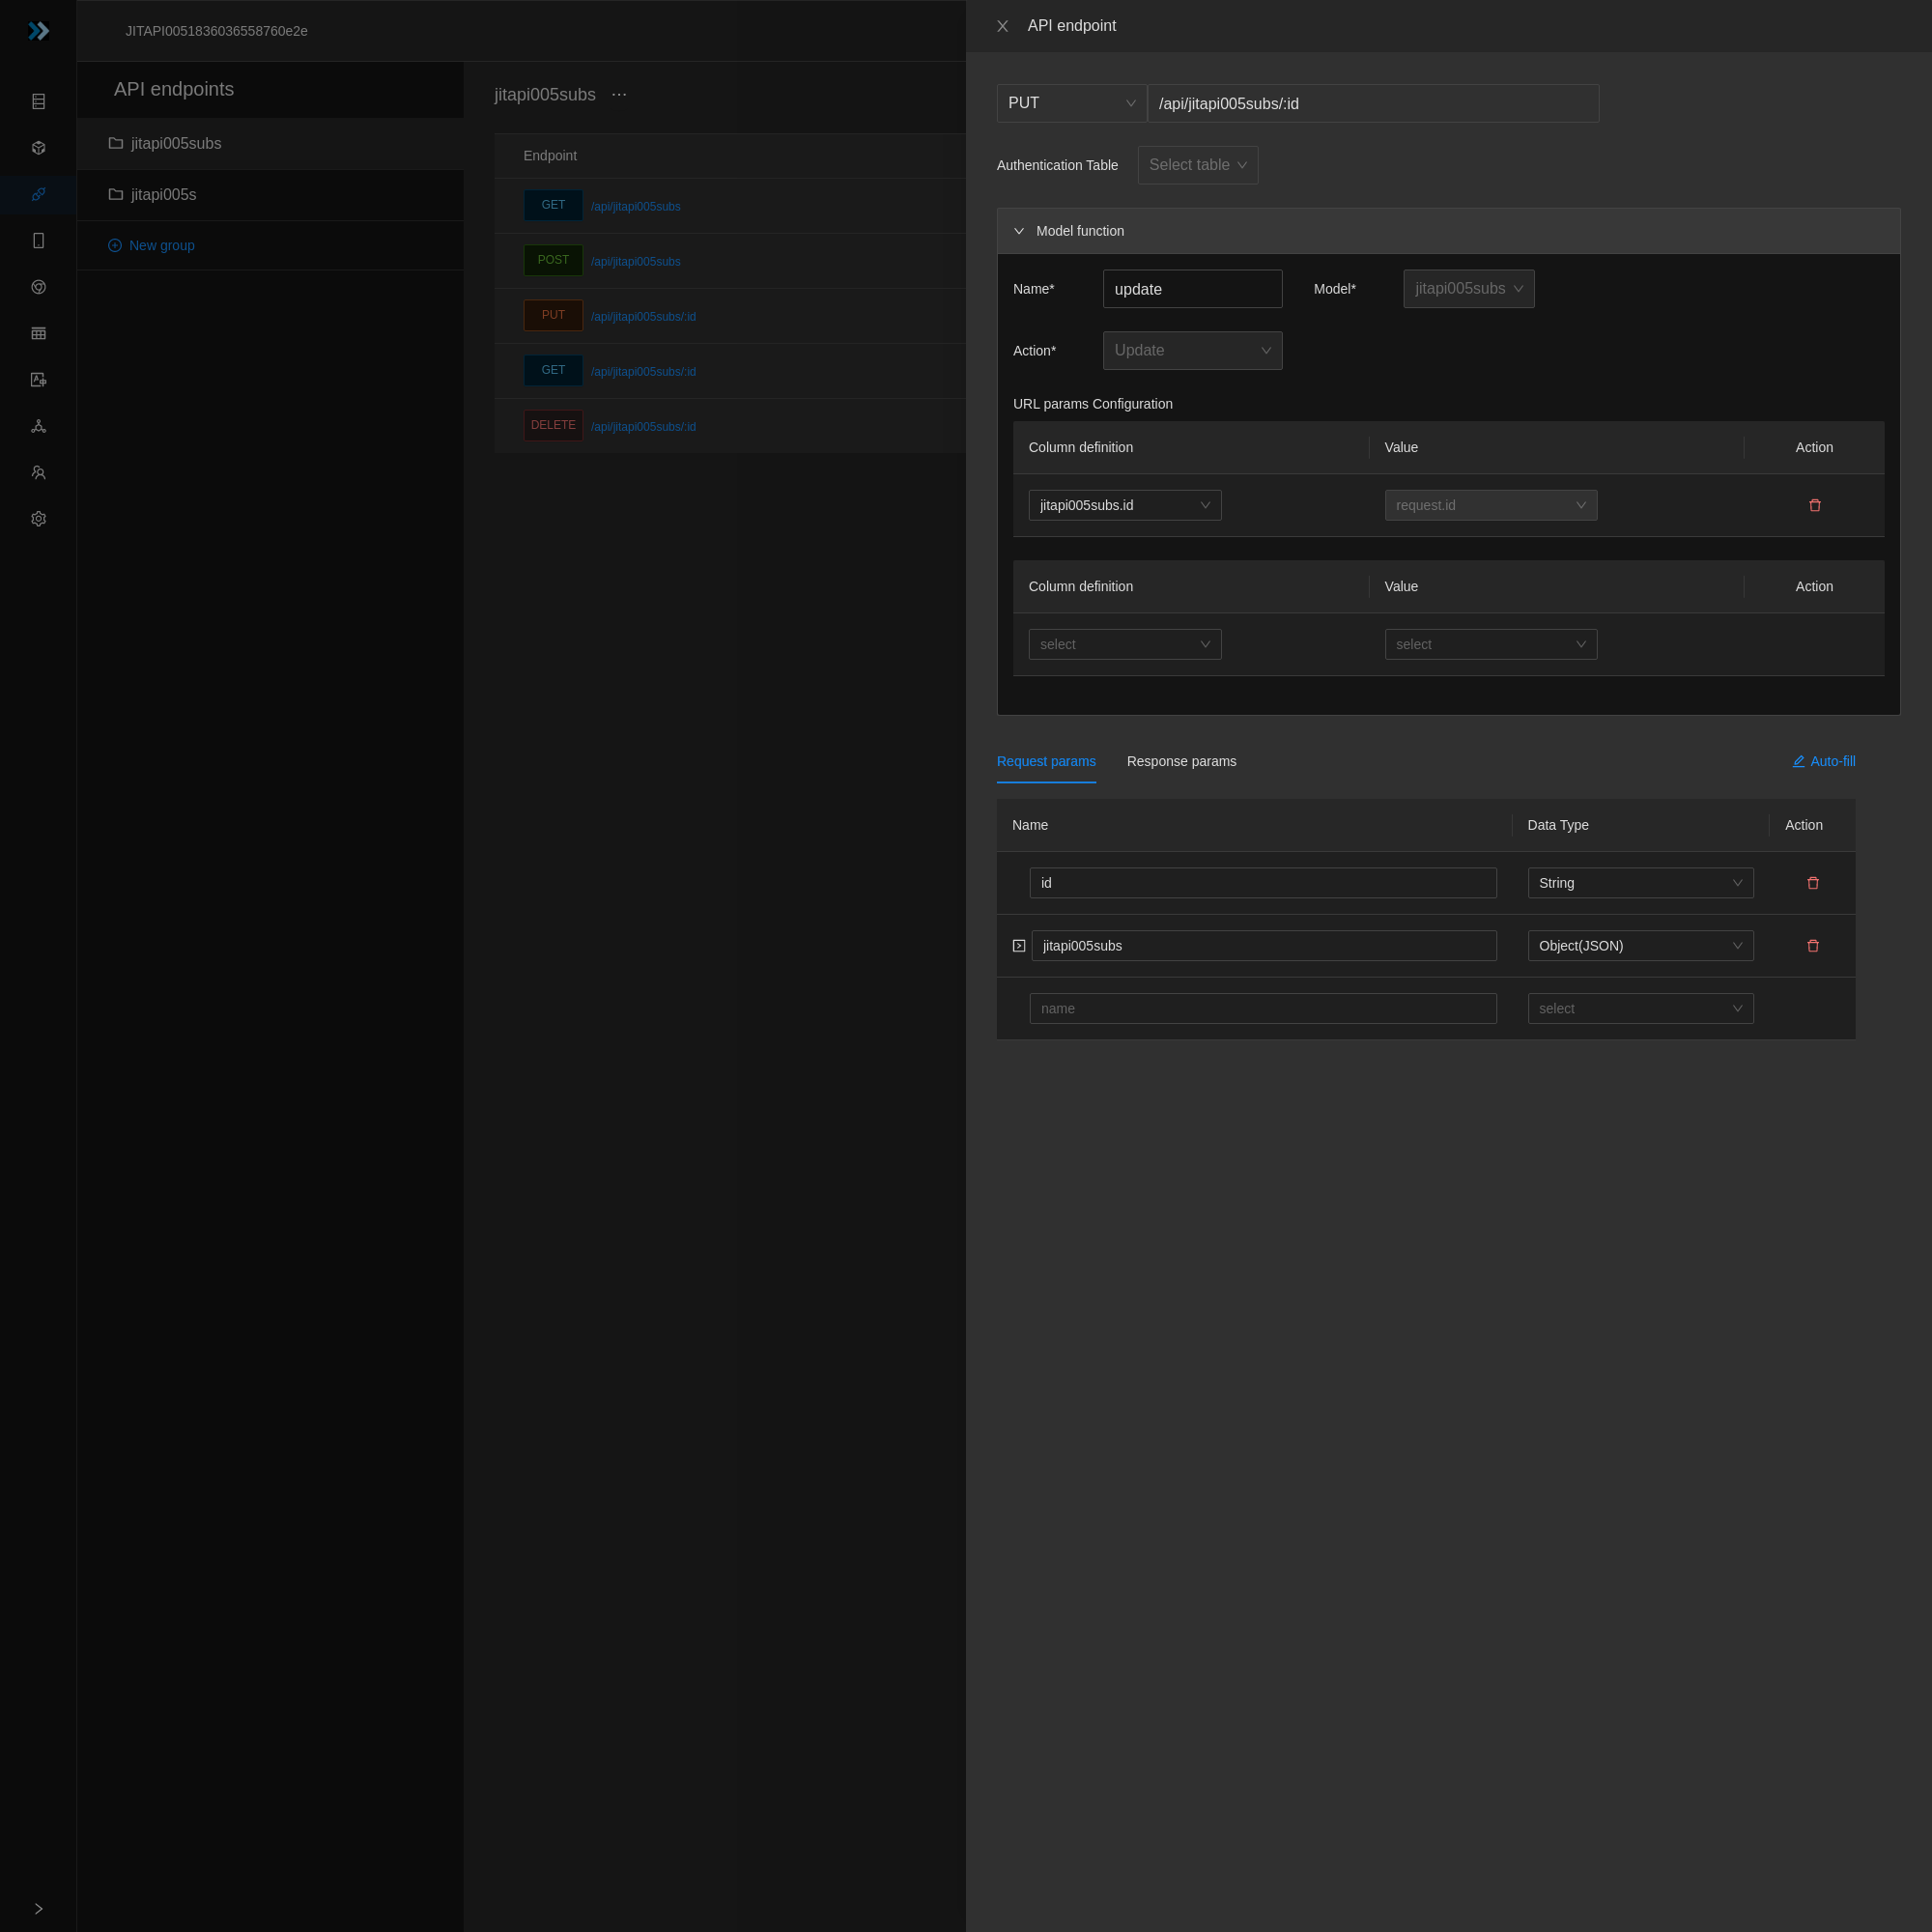 JITAPI0051836036558760e2e
API endpoints
jitapi005subs
jitapi005s
New group
jitapi005subs ···
Endpoint
GET /api/jitapi005subs
POST /api/jitapi005subs
PUT /api/jitapi005subs/:id
GET /api/jitapi005subs/:id
DELETE /api/jitapi005subs/:id
API endpoint
PUT /api/jitapi005subs/:id
Authentication Table Select table
Model function
Name* update Model* jitapi005subs
Action* Update
URL params Configuration
Column definition Value Action
jitapi005subs.id request.id
Column definition Value Action
select select
Request params Response params Auto-fill
Name Data Type Action
id String
jitapi005subs Object(JSON)
name select